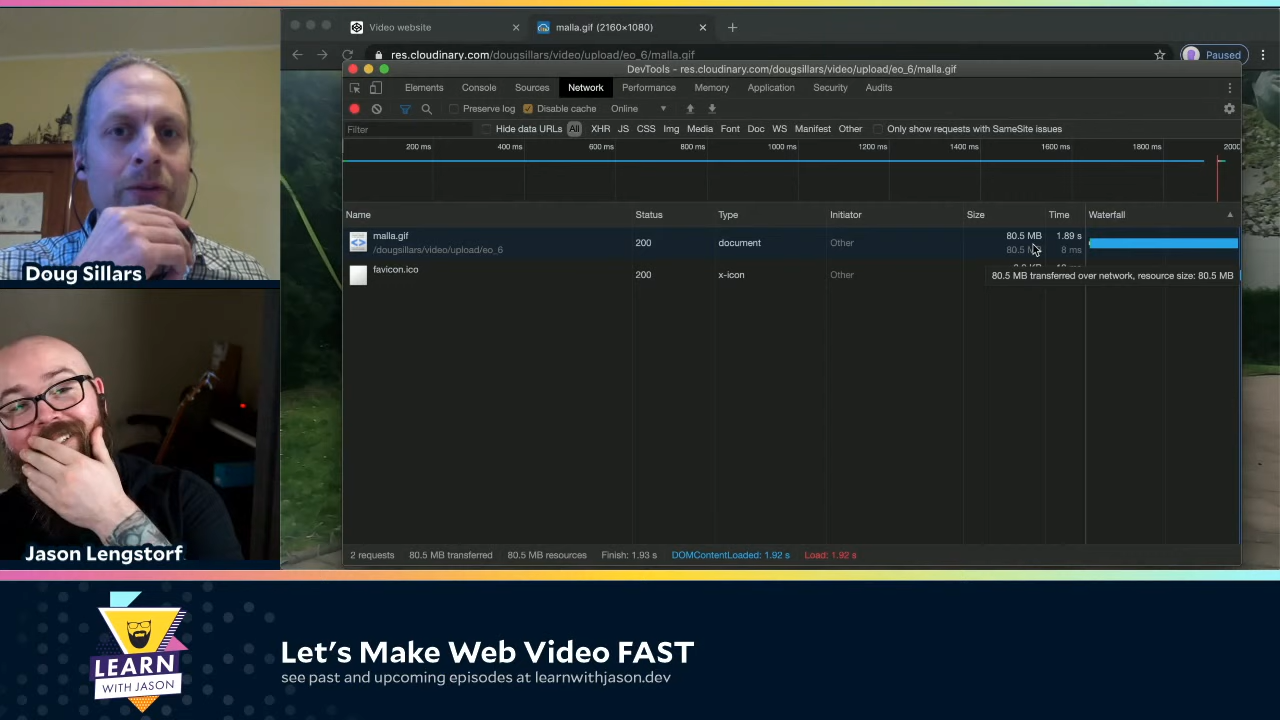 Video website
malla.gif (2160×1080)
res.cloudinary.com/dougsillars/video/upload/eo_6/malla.gif
Paused
DevTools - res.cloudinary.com/dougsillars/video/upload/eo_6/malla.gif
Elements Console Sources Network Performance Memory Application Security Audits
Preserve log Disable cache Online
Filter Hide data URLs All XHR JS CSS Img Media Font Doc WS Manifest Other Only show requests with SameSite issues
200 ms 400 ms 600 ms 800 ms 1000 ms 1200 ms 1400 ms 1600 ms 1800 ms 2000
Name Status Type Initiator Size Time Waterfall
malla.gif 200 document Other 80.5 MB 1.89 s
/dougsillars/video/upload/eo_6 80.5 8 ms
favicon.ico 200 x-icon Other
80.5 MB transferred over network, resource size: 80.5 MB
2 requests 80.5 MB transferred 80.5 MB resources Finish: 1.93 s DOMContentLoaded: 1.92 s Load: 1.92 s
Doug Sillars
Jason Lengstorf
LEARN
WITH JASON
Let's Make Web Video FAST
see past and upcoming episodes at learnwithjason.dev